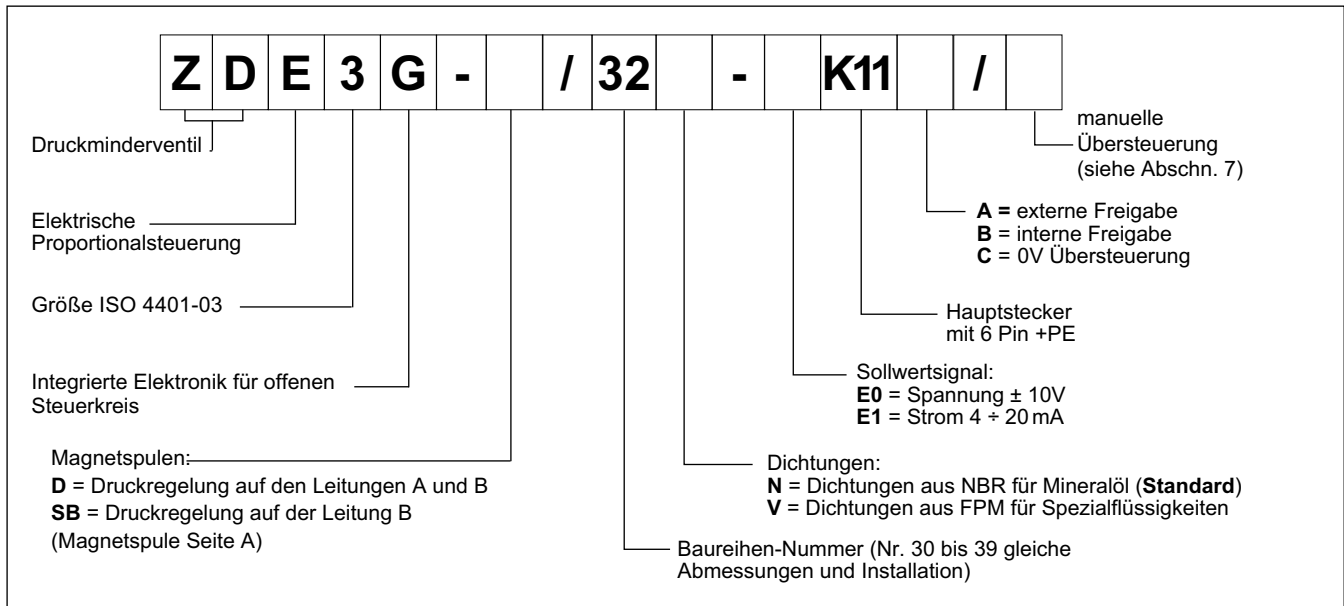 Z D E 3 G - / 32 - K11 /
Druckminderventil
manuelle
Übersteuerung
(siehe Abschn. 7)
Elektrische
Proportionalsteuerung
A = externe Freigabe
B = interne Freigabe
C = 0V Übersteuerung
Größe ISO 4401-03
Hauptstecker
mit 6 Pin +PE
Integrierte Elektronik für offenen
Steuerkreis
Sollwertsignal:
E0 = Spannung ± 10V
E1 = Strom 4 ÷ 20 mA
Magnetspulen:
D = Druckregelung auf den Leitungen A und B
SB = Druckregelung auf der Leitung B
(Magnetspule Seite A)
Dichtungen:
N = Dichtungen aus NBR für Mineralöl (Standard)
V = Dichtungen aus FPM für Spezialflüssigkeiten
Baureihen-Nummer (Nr. 30 bis 39 gleiche
Abmessungen und Installation)